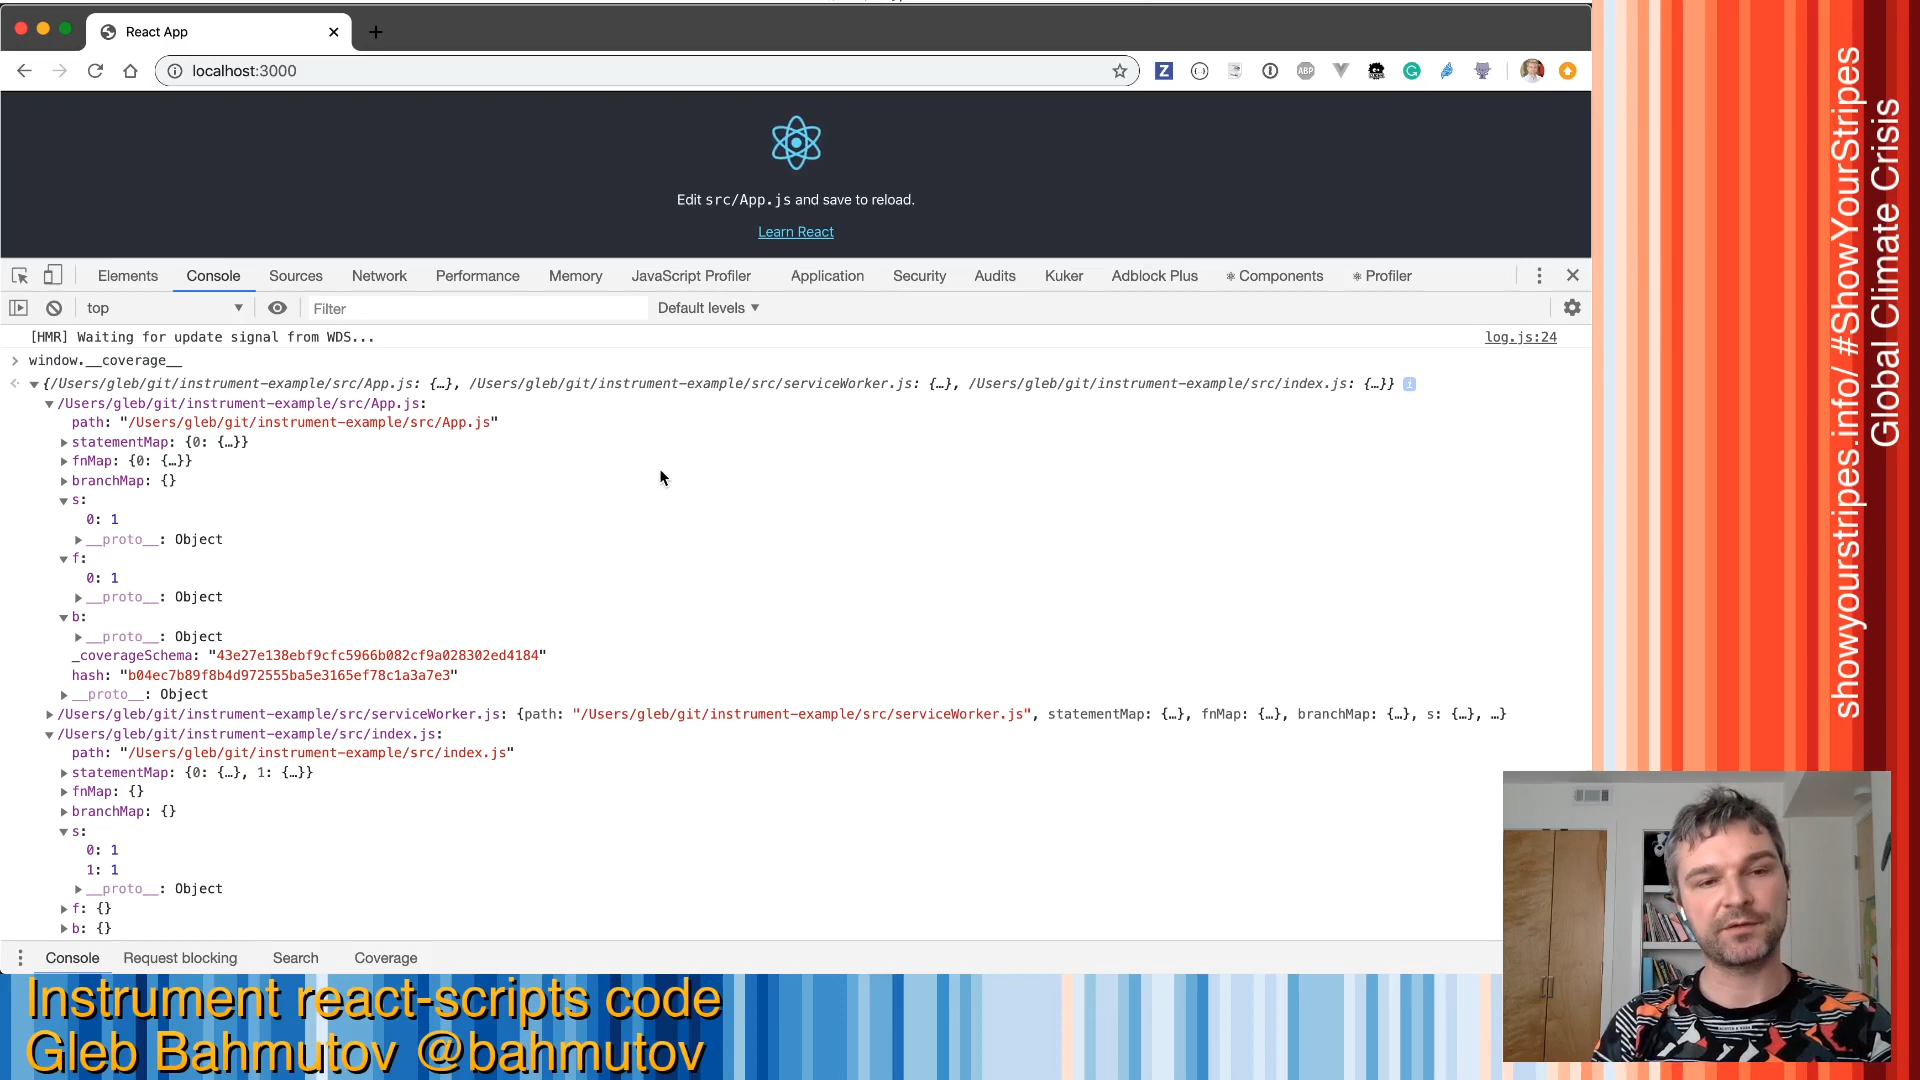 React App
localhost:3000
Z
ABP
Edit src/App.js and save to reload.
Learn React
Elements Console Sources Network Performance Memory JavaScript Profiler Application Security Audits Kuker Adblock Plus Components Profiler
top Filter Default levels
[HMR] Waiting for update signal from WDS... log.js:24
window.__coverage__
{/Users/gleb/git/instrument-example/src/App.js: {…}, /Users/gleb/git/instrument-example/src/serviceWorker.js: {…}, /Users/gleb/git/instrument-example/src/index.js: {…}}
/Users/gleb/git/instrument-example/src/App.js:
path: "/Users/gleb/git/instrument-example/src/App.js"
statementMap: {0: {…}}
fnMap: {0: {…}}
branchMap: {}
s:
0: 1
__proto__: Object
f:
0: 1
__proto__: Object
b:
__proto__: Object
_coverageSchema: "43e27e138ebf9cfc5966b082cf9a028302ed4184"
hash: "b04ec7b89f8b4d972555ba5e3165ef78c1a3a7e3"
__proto__: Object
/Users/gleb/git/instrument-example/src/serviceWorker.js: {path: "/Users/gleb/git/instrument-example/src/serviceWorker.js", statementMap: {…}, fnMap: {…}, branchMap: {…}, s: {…}, …}
/Users/gleb/git/instrument-example/src/index.js:
path: "/Users/gleb/git/instrument-example/src/index.js"
statementMap: {0: {…}, 1: {…}}
fnMap: {}
branchMap: {}
s:
0: 1
1: 1
__proto__: Object
f: {}
b: {}
Console Request blocking Search Coverage
Instrument react-scripts code
Gleb Bahmutov @bahmutov
showyourstripes.info/ #ShowYourStripes
Global Climate Crisis